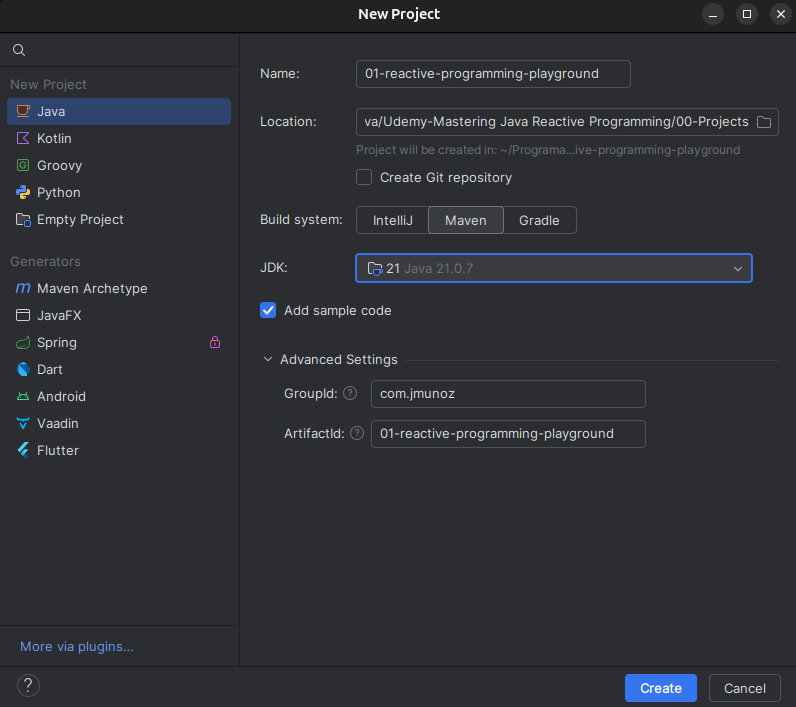 New Project
New Project
Java
Kotlin
Groovy
Python
Empty Project
Generators
Maven Archetype
JavaFX
Spring
Dart
Android
Vaadin
Flutter
More via plugins...
Name: 01-reactive-programming-playground
Location: va/Udemy-Mastering Java Reactive Programming/00-Projects
Project will be created in: ~/Programa...ive-programming-playground
Create Git repository
Build system: IntelliJ Maven Gradle
JDK: 21 Java 21.0.7
Add sample code
Advanced Settings
GroupId: ? com.jmunoz
ArtifactId: ? 01-reactive-programming-playground
? Create Cancel